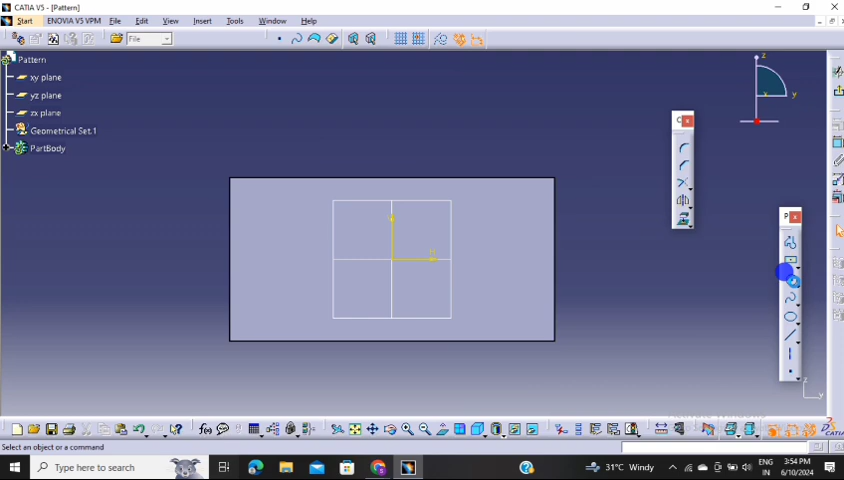 CATIA V5 - [Pattern]
Start ENOVIA V5 VPM File Edit View Insert Tools Window Help
File
Pattern
xy plane
yz plane
zx plane
Geometrical Set.1
PartBody
z
x
y
C
P
H
z
y
f(x)
CATIA
Select an object or a command
Type here to search
31°C Windy
ENG
IN
3:54 PM
6/10/2024